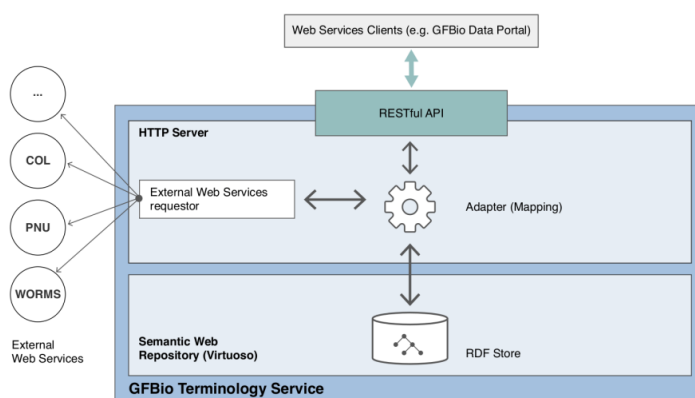 Web Services Clients (e.g. GFBio Data Portal)
RESTful API
HTTP Server
...
COL
PNU
WORMS
External
Web Services
External Web Services
requestor
Adapter (Mapping)
Semantic Web
Repository (Virtuoso)
RDF Store
GFBio Terminology Service